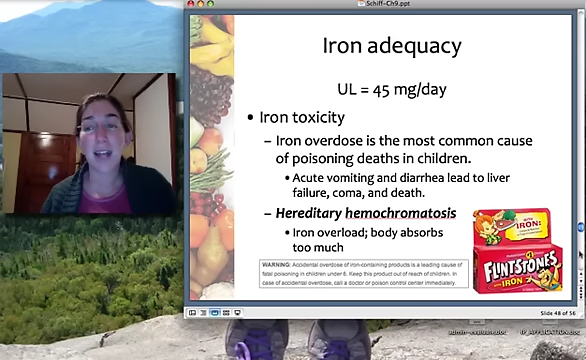 Schiff-Ch9.ppt
Iron adequacy
UL = 45 mg/day
• Iron toxicity
– Iron overdose is the most common cause
of poisoning deaths in children.
• Acute vomiting and diarrhea lead to liver
failure, coma, and death.
– Hereditary hemochromatosis
• Iron overload; body absorbs
too much
WARNING: Accidental overdose of iron-containing products is a leading cause of
fatal poisoning in children under 6. Keep this product out of reach of children. In
case of accidental overdose, call a doctor or poison control center immediately.
IRON:
FLINTSTONES
IRON
Slide 48 of 56